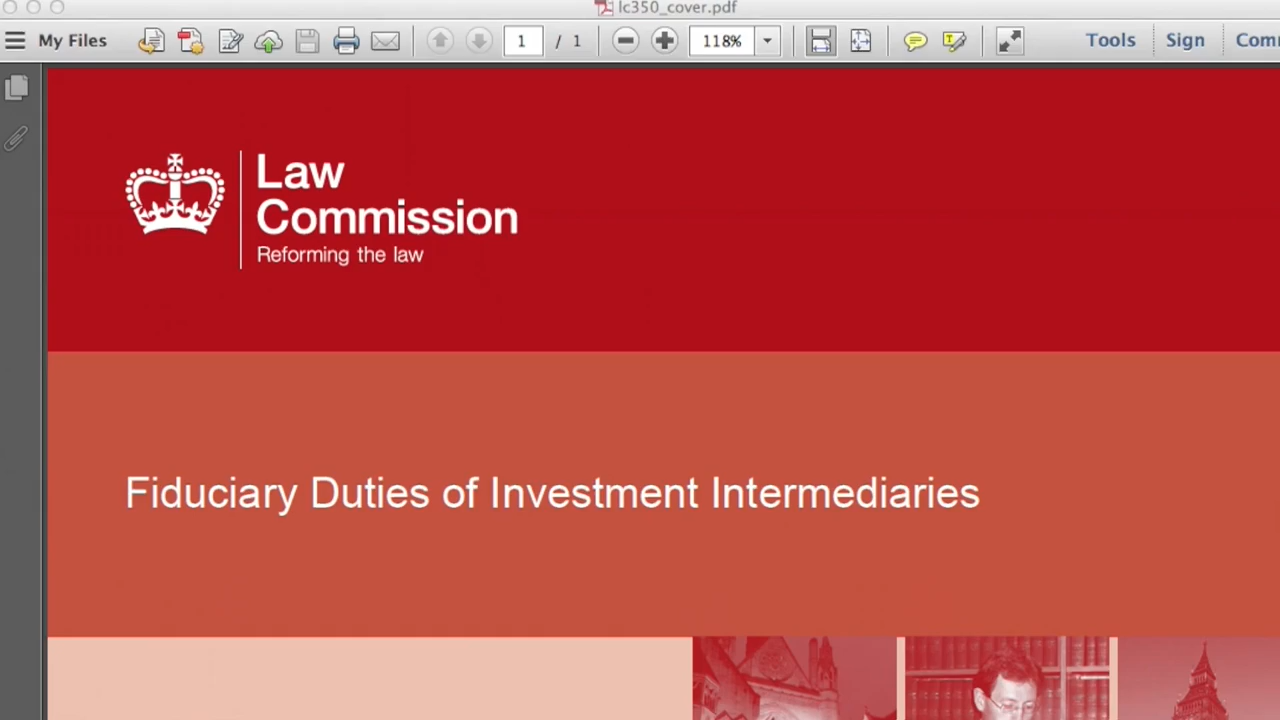 lc350_cover.pdf
My Files 1 / 1 118% Tools Sign
Law
Commission
Reforming the law
Fiduciary Duties of Investment Intermediaries